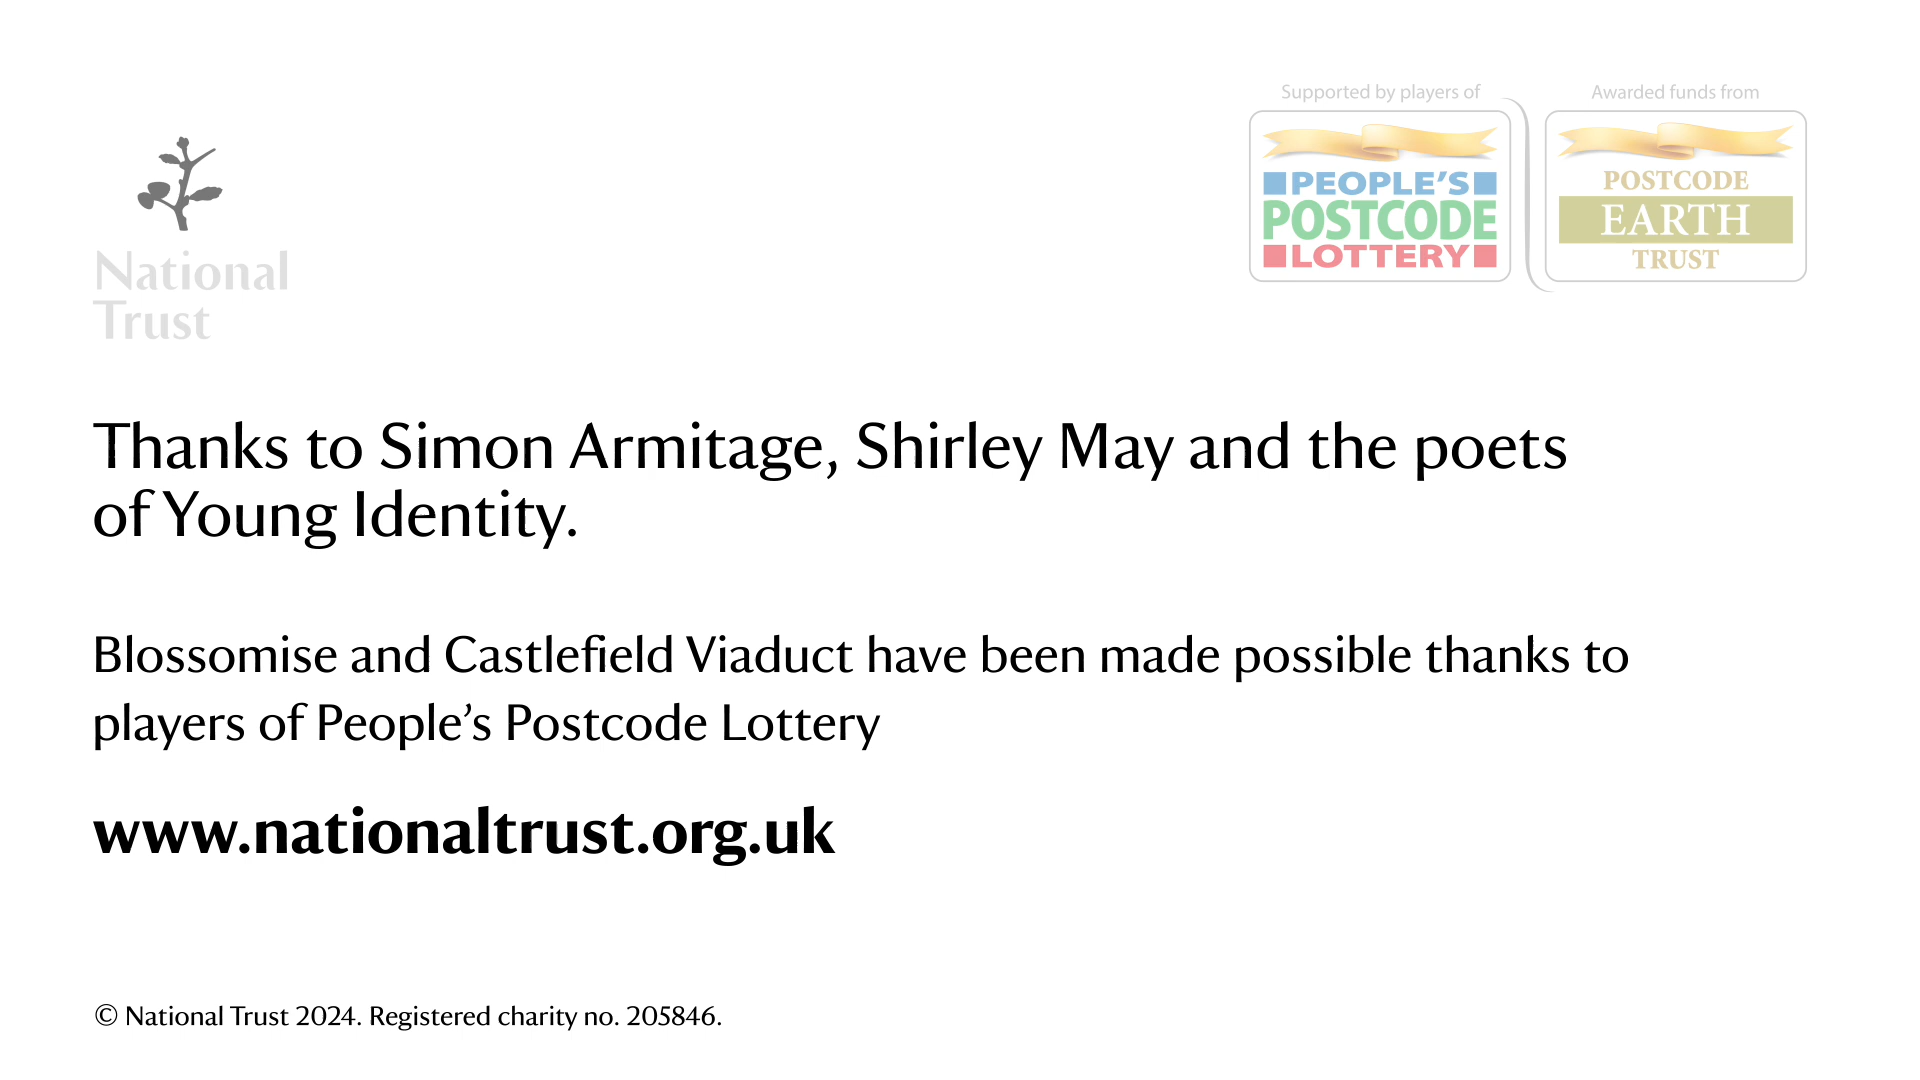 National
Trust
Supported by players of
PEOPLE'S
POSTCODE
LOTTERY
Awarded funds from
POSTCODE
EARTH
TRUST
Thanks to Simon Armitage, Shirley May and the poets
of Young Identity.
Blossomise and Castlefield Viaduct have been made possible thanks to
players of People’s Postcode Lottery
www.nationaltrust.org.uk
© National Trust 2024. Registered charity no. 205846.